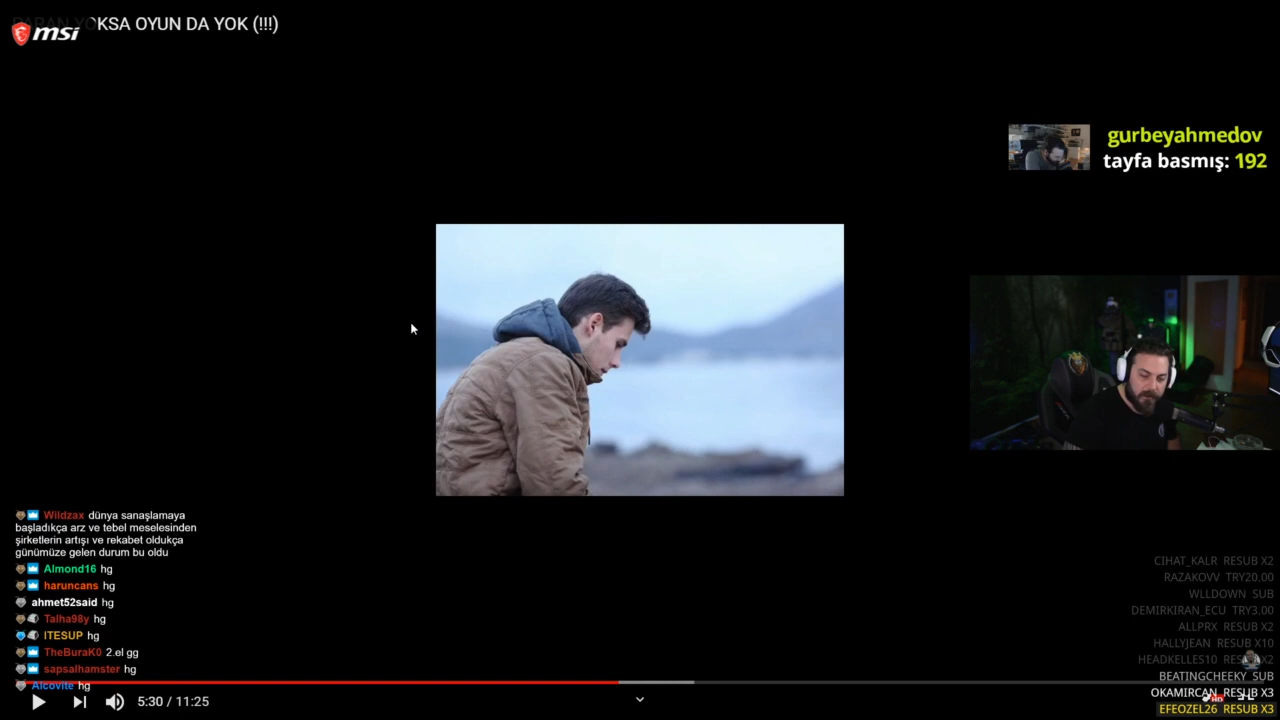 KSA OYUN DA YOK (!!!)
msi
gurbeyahmedov
tayfa basmış: 192
Wildzax dünya sanaşlamaya
başladıkça arz ve tebel meselesinden
şirketlerin artışı ve rekabet oldukça
günümüze gelen durum bu oldu
Almond16 hg
haruncans hg
ahmet52said hg
Talha98y hg
ITESUP hg
TheBuraK0 2.el gg
sapsalhamster hg
Alcovite hg
CIHAT_KALR RESUB X2
RAZAKOVV TRY20.00
WLLDOWN SUB
DEMIRKIRAN_ECU TRY3.00
ALLPRX RESUB X2
HALLYJEAN RESUB X10
HEADKELLES10 RESUB X2
BEATINGCHEEKY SUB
OKAMIRCAN RESUB X3
EFEOZEL26 RESUB X3
5:30 / 11:25
HD